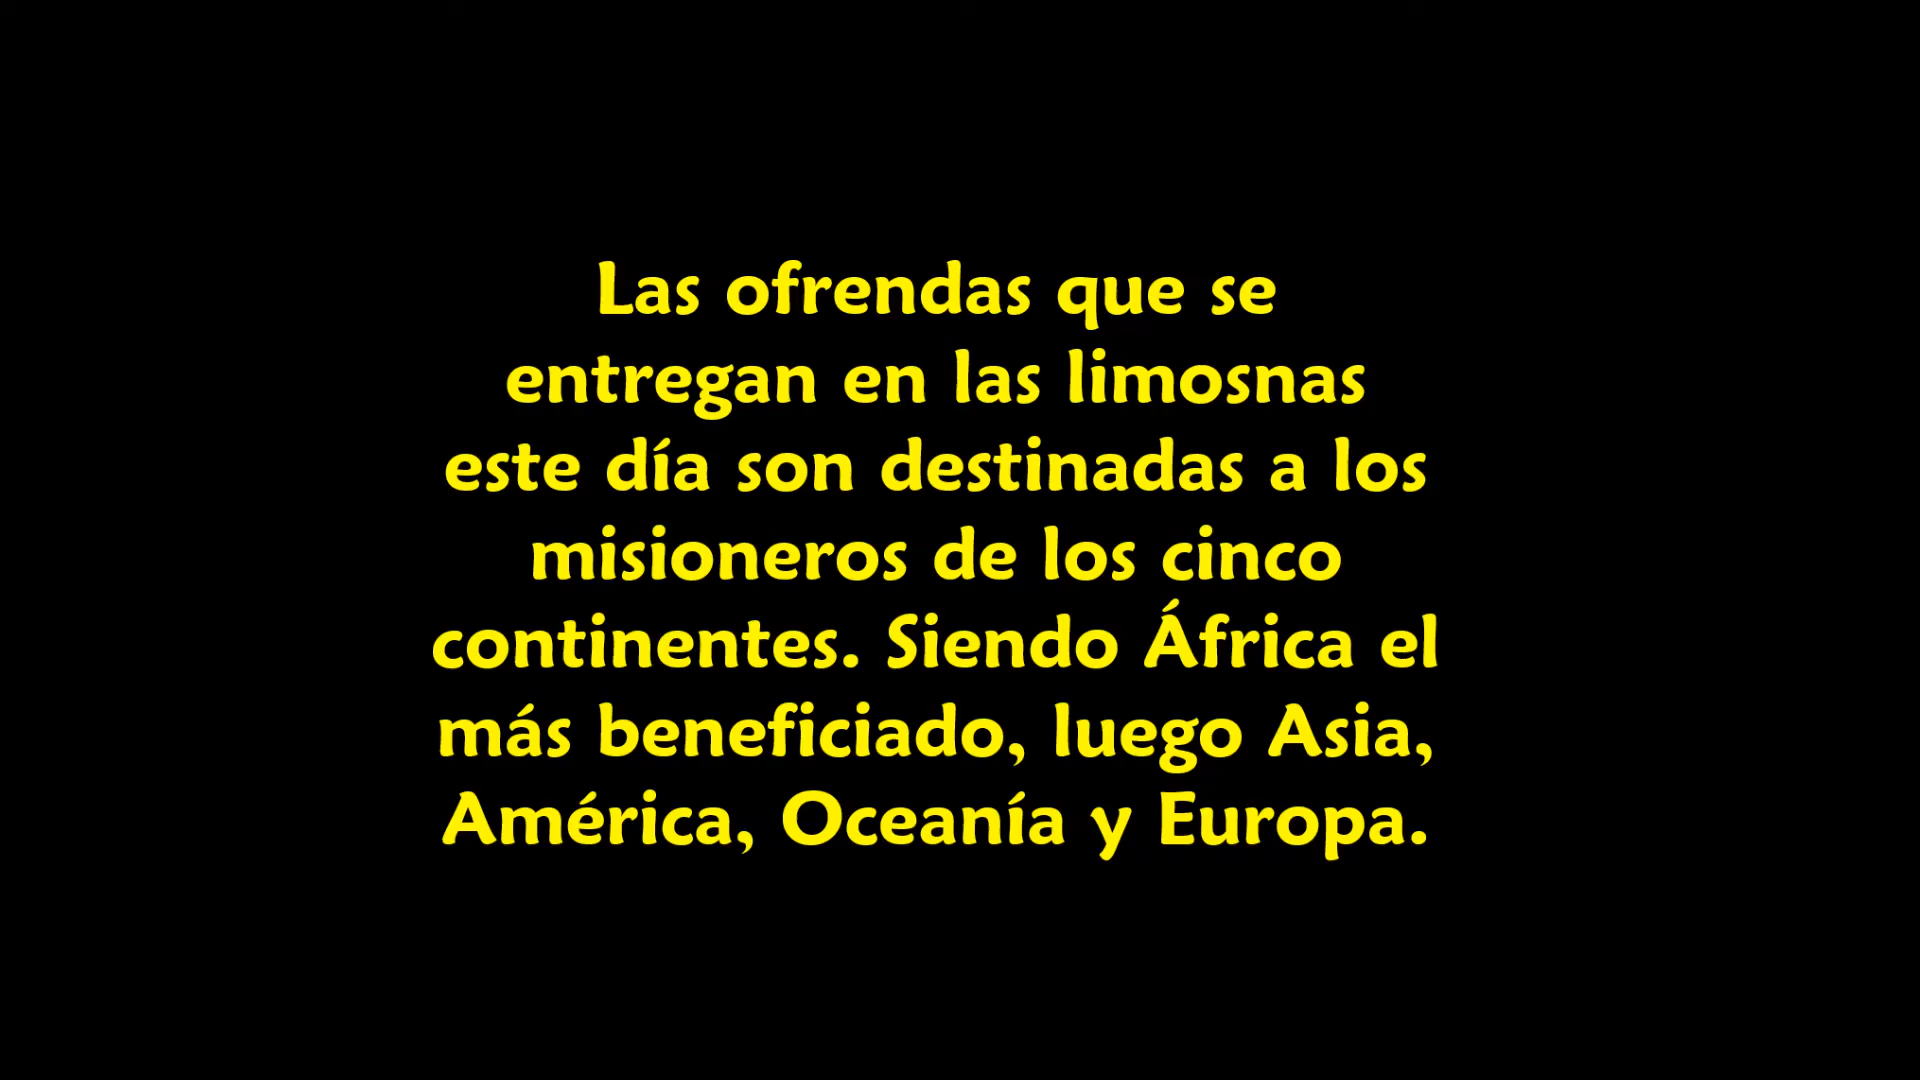 Las ofrendas que se
entregan en las limosnas
este día son destinadas a los
misioneros de los cinco
continentes. Siendo África el
más beneficiado, luego Asia,
América, Oceanía y Europa.